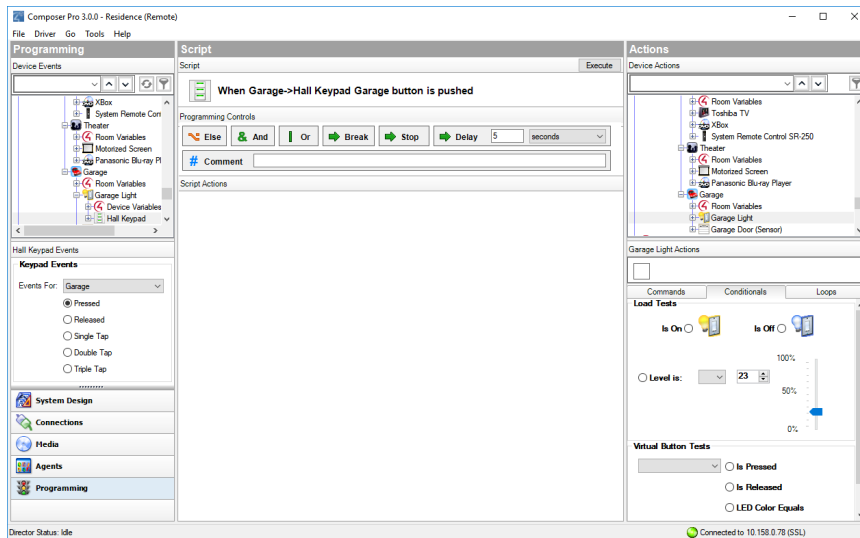 Composer Pro 3.0.0 - Residence (Remote)
File Driver Go Tools Help
Programming
Device Events
XBox
System Remote Con
Theater
Room Variables
Motorized Screen
Panasonic Blu-ray Pl
Garage
Room Variables
Garage Light
Device Variables
Hall Keypad
Hall Keypad Events
Keypad Events
Events For: Garage
Pressed
Released
Single Tap
Double Tap
Triple Tap
System Design
Connections
Media
Agents
Programming
Script
Script Execute
When Garage->Hall Keypad Garage button is pushed
Programming Controls
Else & And Or Break Stop Delay 5 seconds
# Comment
Script Actions
Actions
Device Actions
Room Variables
Toshiba TV
XBox
System Remote Control SR-250
Theater
Room Variables
Motorized Screen
Panasonic Blu-ray Player
Garage
Room Variables
Garage Light
Garage Door (Sensor)
Garage Light Actions
Commands Conditionals Loops
Load Tests
Is On Is Off
100%
Level is: 23
50%
0%
Virtual Button Tests
Is Pressed
Is Released
LED Color Equals
Director Status: Idle
Connected to 10.158.0.78 (SSL)